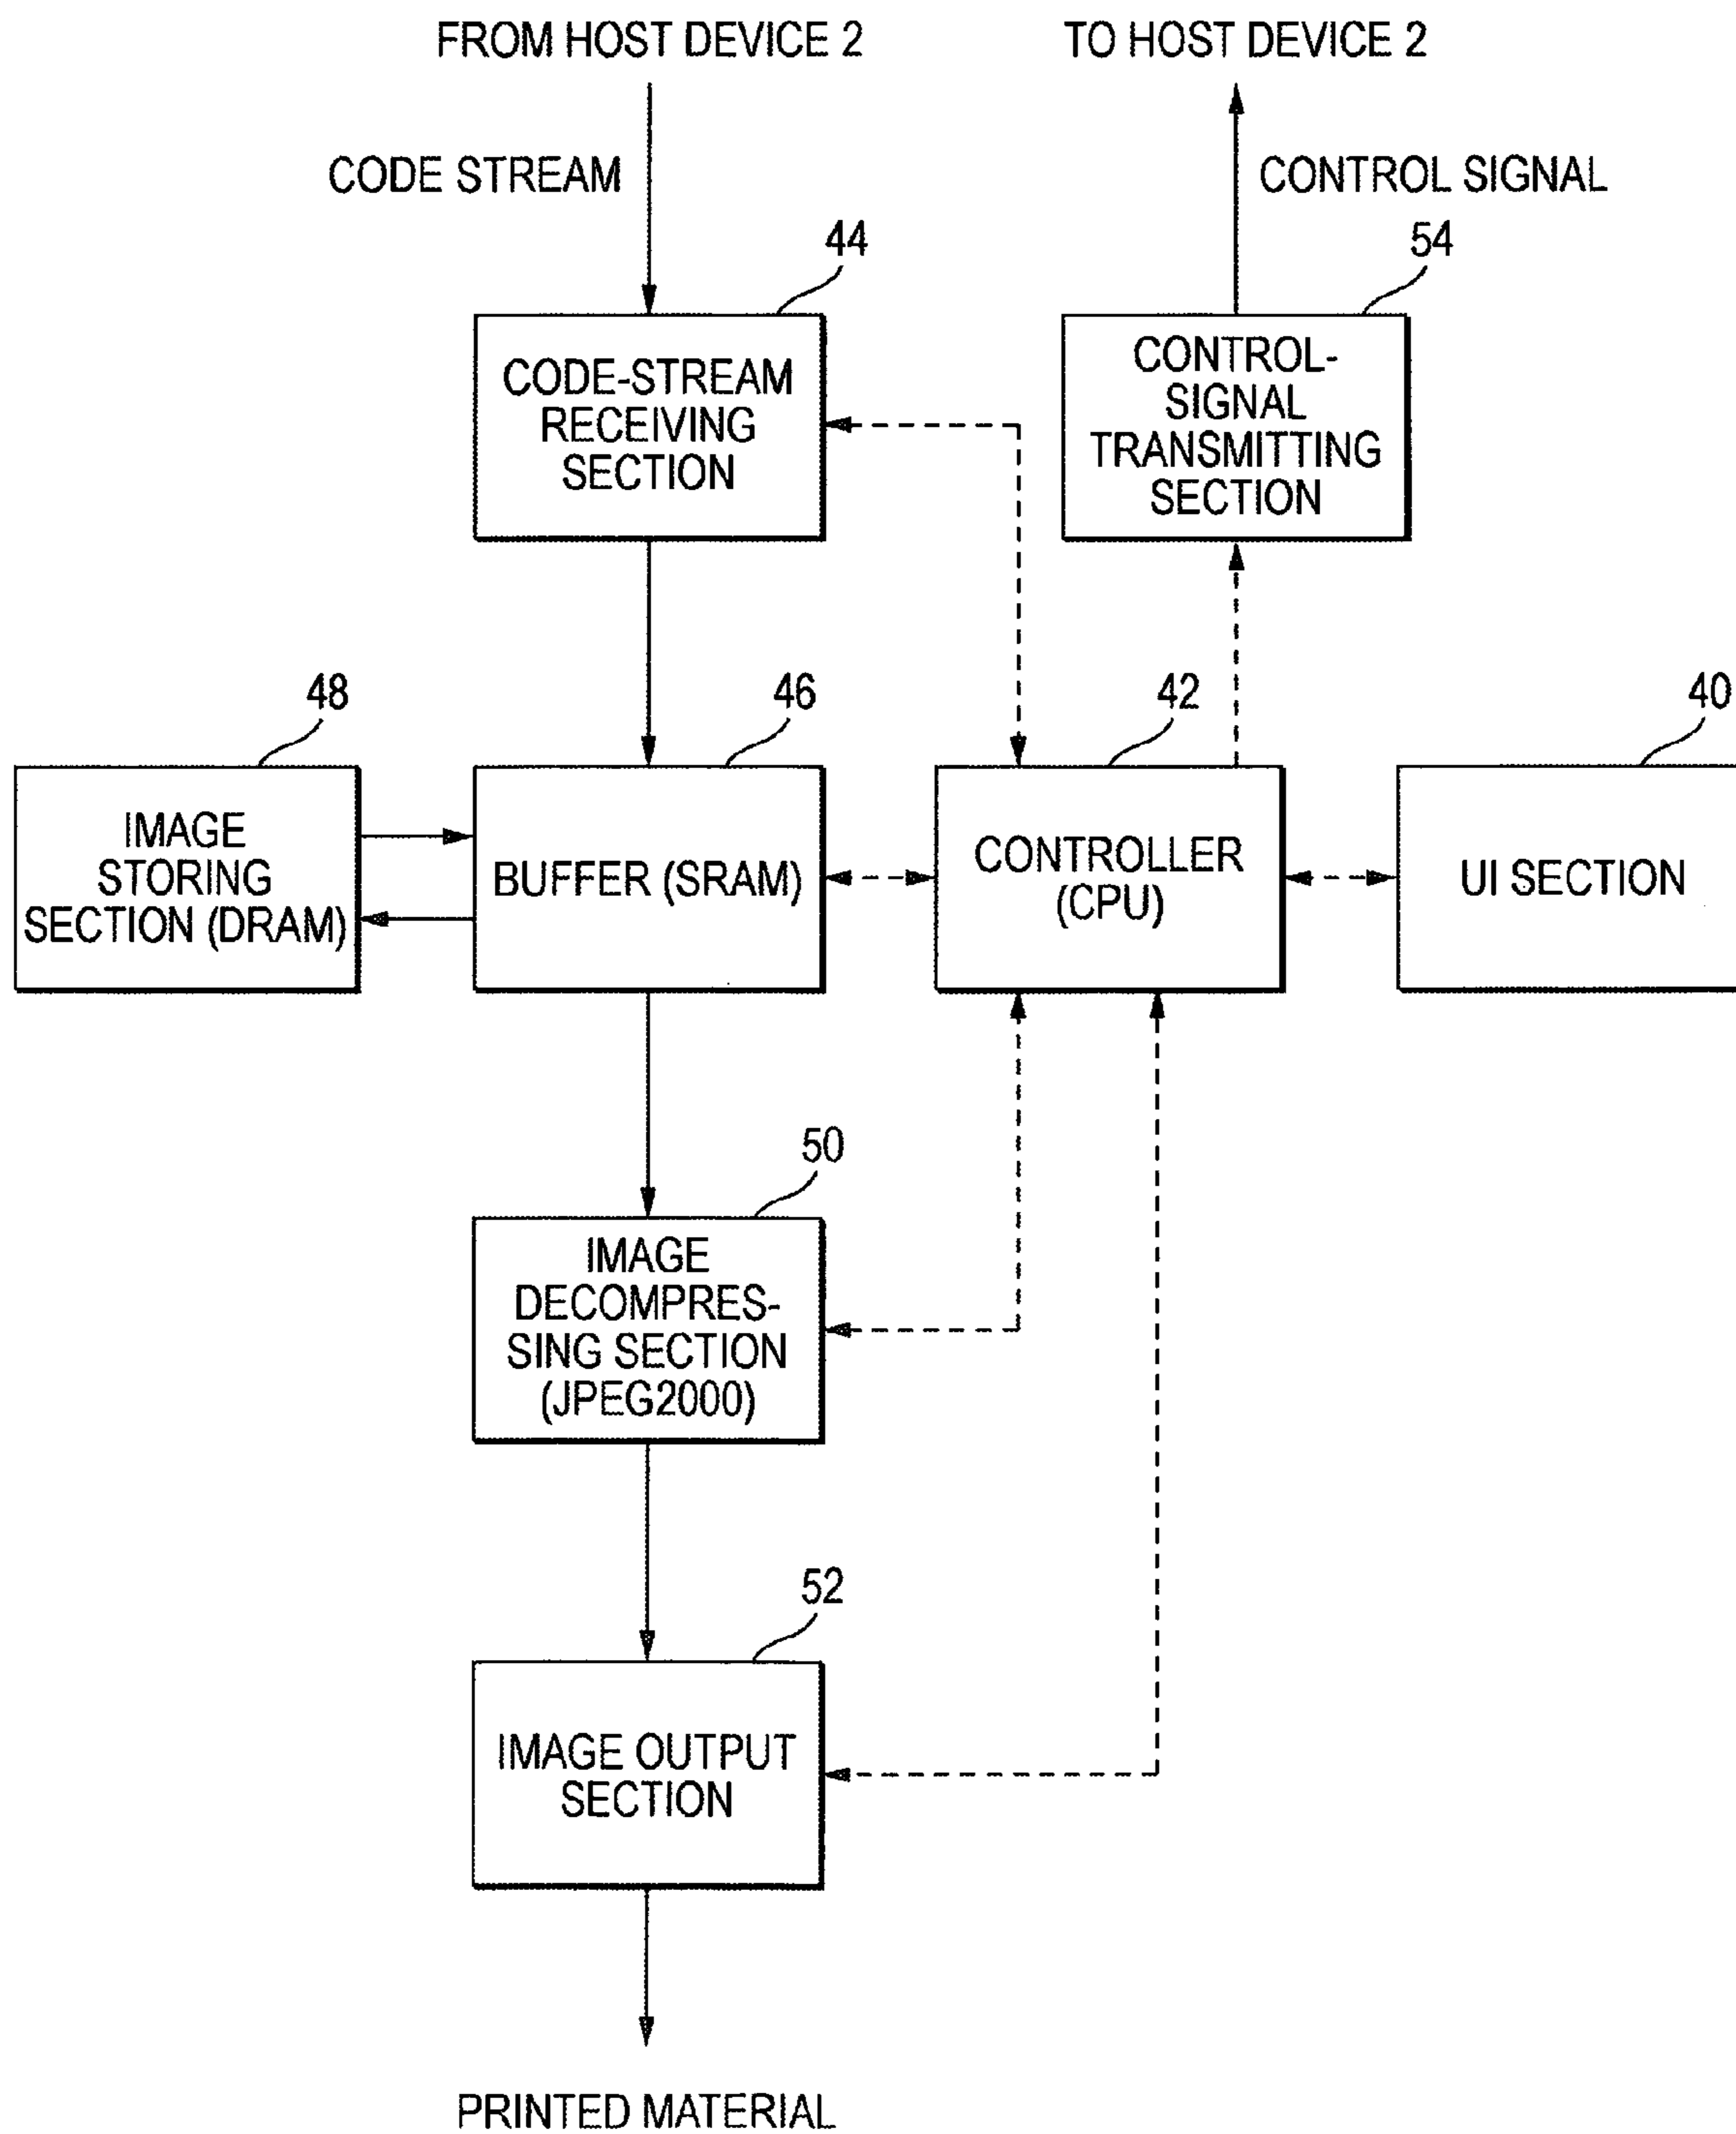 FROM HOST DEVICE 2
TO HOST DEVICE 2
CODE STREAM
CONTROL SIGNAL
44
54
CODE-STREAM
RECEIVING
SECTION
CONTROL-
SIGNAL
TRANSMITTING
SECTION
48
46
42
40
IMAGE
STORING
SECTION (DRAM)
BUFFER (SRAM)
CONTROLLER
(CPU)
UI SECTION
50
IMAGE
DECOMPRES-
SING SECTION
(JPEG2000)
52
IMAGE OUTPUT
SECTION
PRINTED MATERIAL